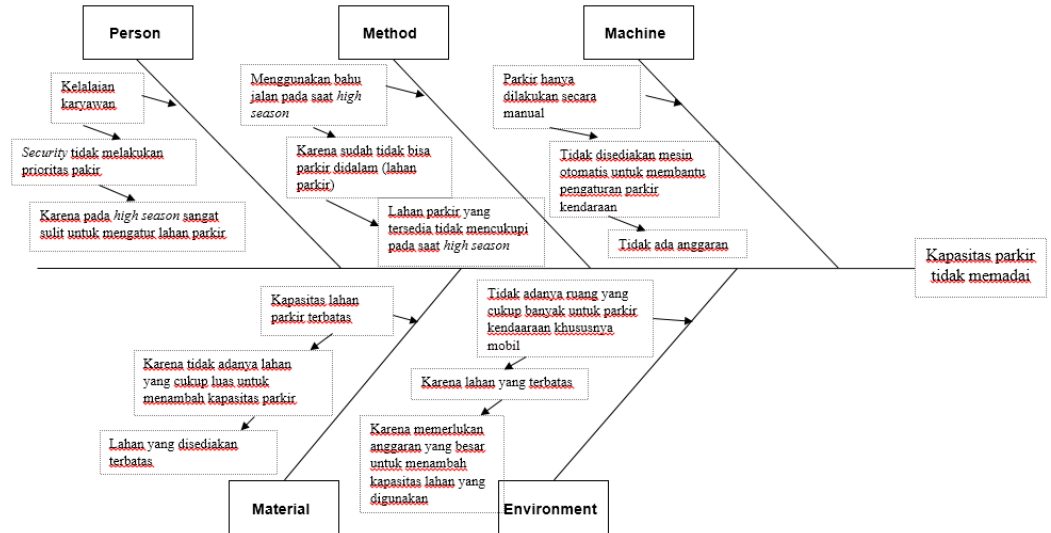 Person
Method
Machine
Kelalaian
karyawan
Security tidak melakukan
prioritas pakir
Karena pada high season sangat
sulit untuk mengatur lahan parkir
Menggunakan bahu
jalan pada saat high
season
Karena sudah tidak bisa
parkir didalam (lahan
parkir)
Lahan parkir yang
tersedia tidak mencukupi
pada saat high season
Parkir hanya
dilakukan secara
manual
Tidak disediakan mesin
otomatis untuk membantu
pengaturan parkir
kendaraan
Tidak ada anggaran
Kapasitas parkir
tidak memadai
Kapasitas lahan
parkir terbatas
Karena tidak adanya lahan
yang cukup luas untuk
menambah kapasitas parkir
Lahan yang disediakan
terbatas
Tidak adanya ruang yang
cukup banyak untuk parkir
kendaaraan khususnya
mobil
Karena lahan yang terbatas
Karena memerlukan
anggaran yang besar
untuk menambah
kapasitas lahan yang
digunakan
Material
Environment